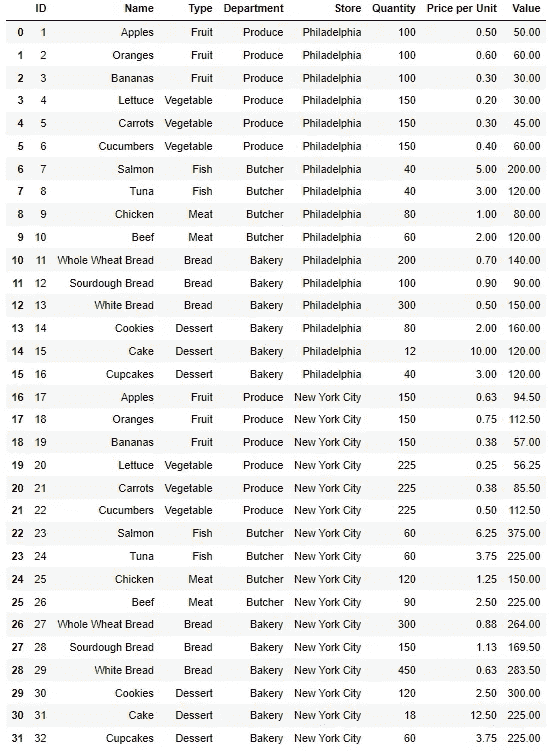 ID Name Type Department Store Quantity Price per Unit Value
0 1 Apples Fruit Produce Philadelphia 100 0.50 50.00
1 2 Oranges Fruit Produce Philadelphia 100 0.60 60.00
2 3 Bananas Fruit Produce Philadelphia 100 0.30 30.00
3 4 Lettuce Vegetable Produce Philadelphia 150 0.20 30.00
4 5 Carrots Vegetable Produce Philadelphia 150 0.30 45.00
5 6 Cucumbers Vegetable Produce Philadelphia 150 0.40 60.00
6 7 Salmon Fish Butcher Philadelphia 40 5.00 200.00
7 8 Tuna Fish Butcher Philadelphia 40 3.00 120.00
8 9 Chicken Meat Butcher Philadelphia 80 1.00 80.00
9 10 Beef Meat Butcher Philadelphia 60 2.00 120.00
10 11 Whole Wheat Bread Bread Bakery Philadelphia 200 0.70 140.00
11 12 Sourdough Bread Bread Bakery Philadelphia 100 0.90 90.00
12 13 White Bread Bread Bakery Philadelphia 300 0.50 150.00
13 14 Cookies Dessert Bakery Philadelphia 80 2.00 160.00
14 15 Cake Dessert Bakery Philadelphia 12 10.00 120.00
15 16 Cupcakes Dessert Bakery Philadelphia 40 3.00 120.00
16 17 Apples Fruit Produce New York City 150 0.63 94.50
17 18 Oranges Fruit Produce New York City 150 0.75 112.50
18 19 Bananas Fruit Produce New York City 150 0.38 57.00
19 20 Lettuce Vegetable Produce New York City 225 0.25 56.25
20 21 Carrots Vegetable Produce New York City 225 0.38 85.50
21 22 Cucumbers Vegetable Produce New York City 225 0.50 112.50
22 23 Salmon Fish Butcher New York City 60 6.25 375.00
23 24 Tuna Fish Butcher New York City 60 3.75 225.00
24 25 Chicken Meat Butcher New York City 120 1.25 150.00
25 26 Beef Meat Butcher New York City 90 2.50 225.00
26 27 Whole Wheat Bread Bread Bakery New York City 300 0.88 264.00
27 28 Sourdough Bread Bread Bakery New York City 150 1.13 169.50
28 29 White Bread Bread Bakery New York City 450 0.63 283.50
29 30 Cookies Dessert Bakery New York City 120 2.50 300.00
30 31 Cake Dessert Bakery New York City 18 12.50 225.00
31 32 Cupcakes Dessert Bakery New York City 60 3.75 225.00